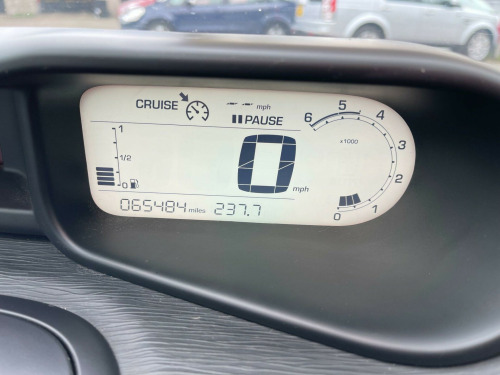 CRUISE -- -- mph
II PAUSE
1
1/2
0
0 mph
065484 miles 237.7
6 5 4 3 2 1 0
x1000